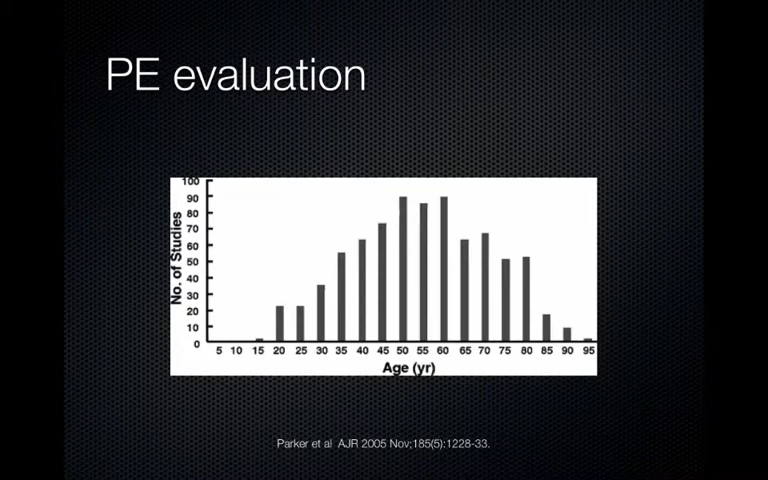 PE evaluation
100
90
80
70
60
50
40
30
20
10
0
No. of Studies
5 10 15 20 25 30 35 40 45 50 55 60 65 70 75 80 85 90 95
Age (yr)
Parker et al AJR 2005 Nov;185(5):1228-33.